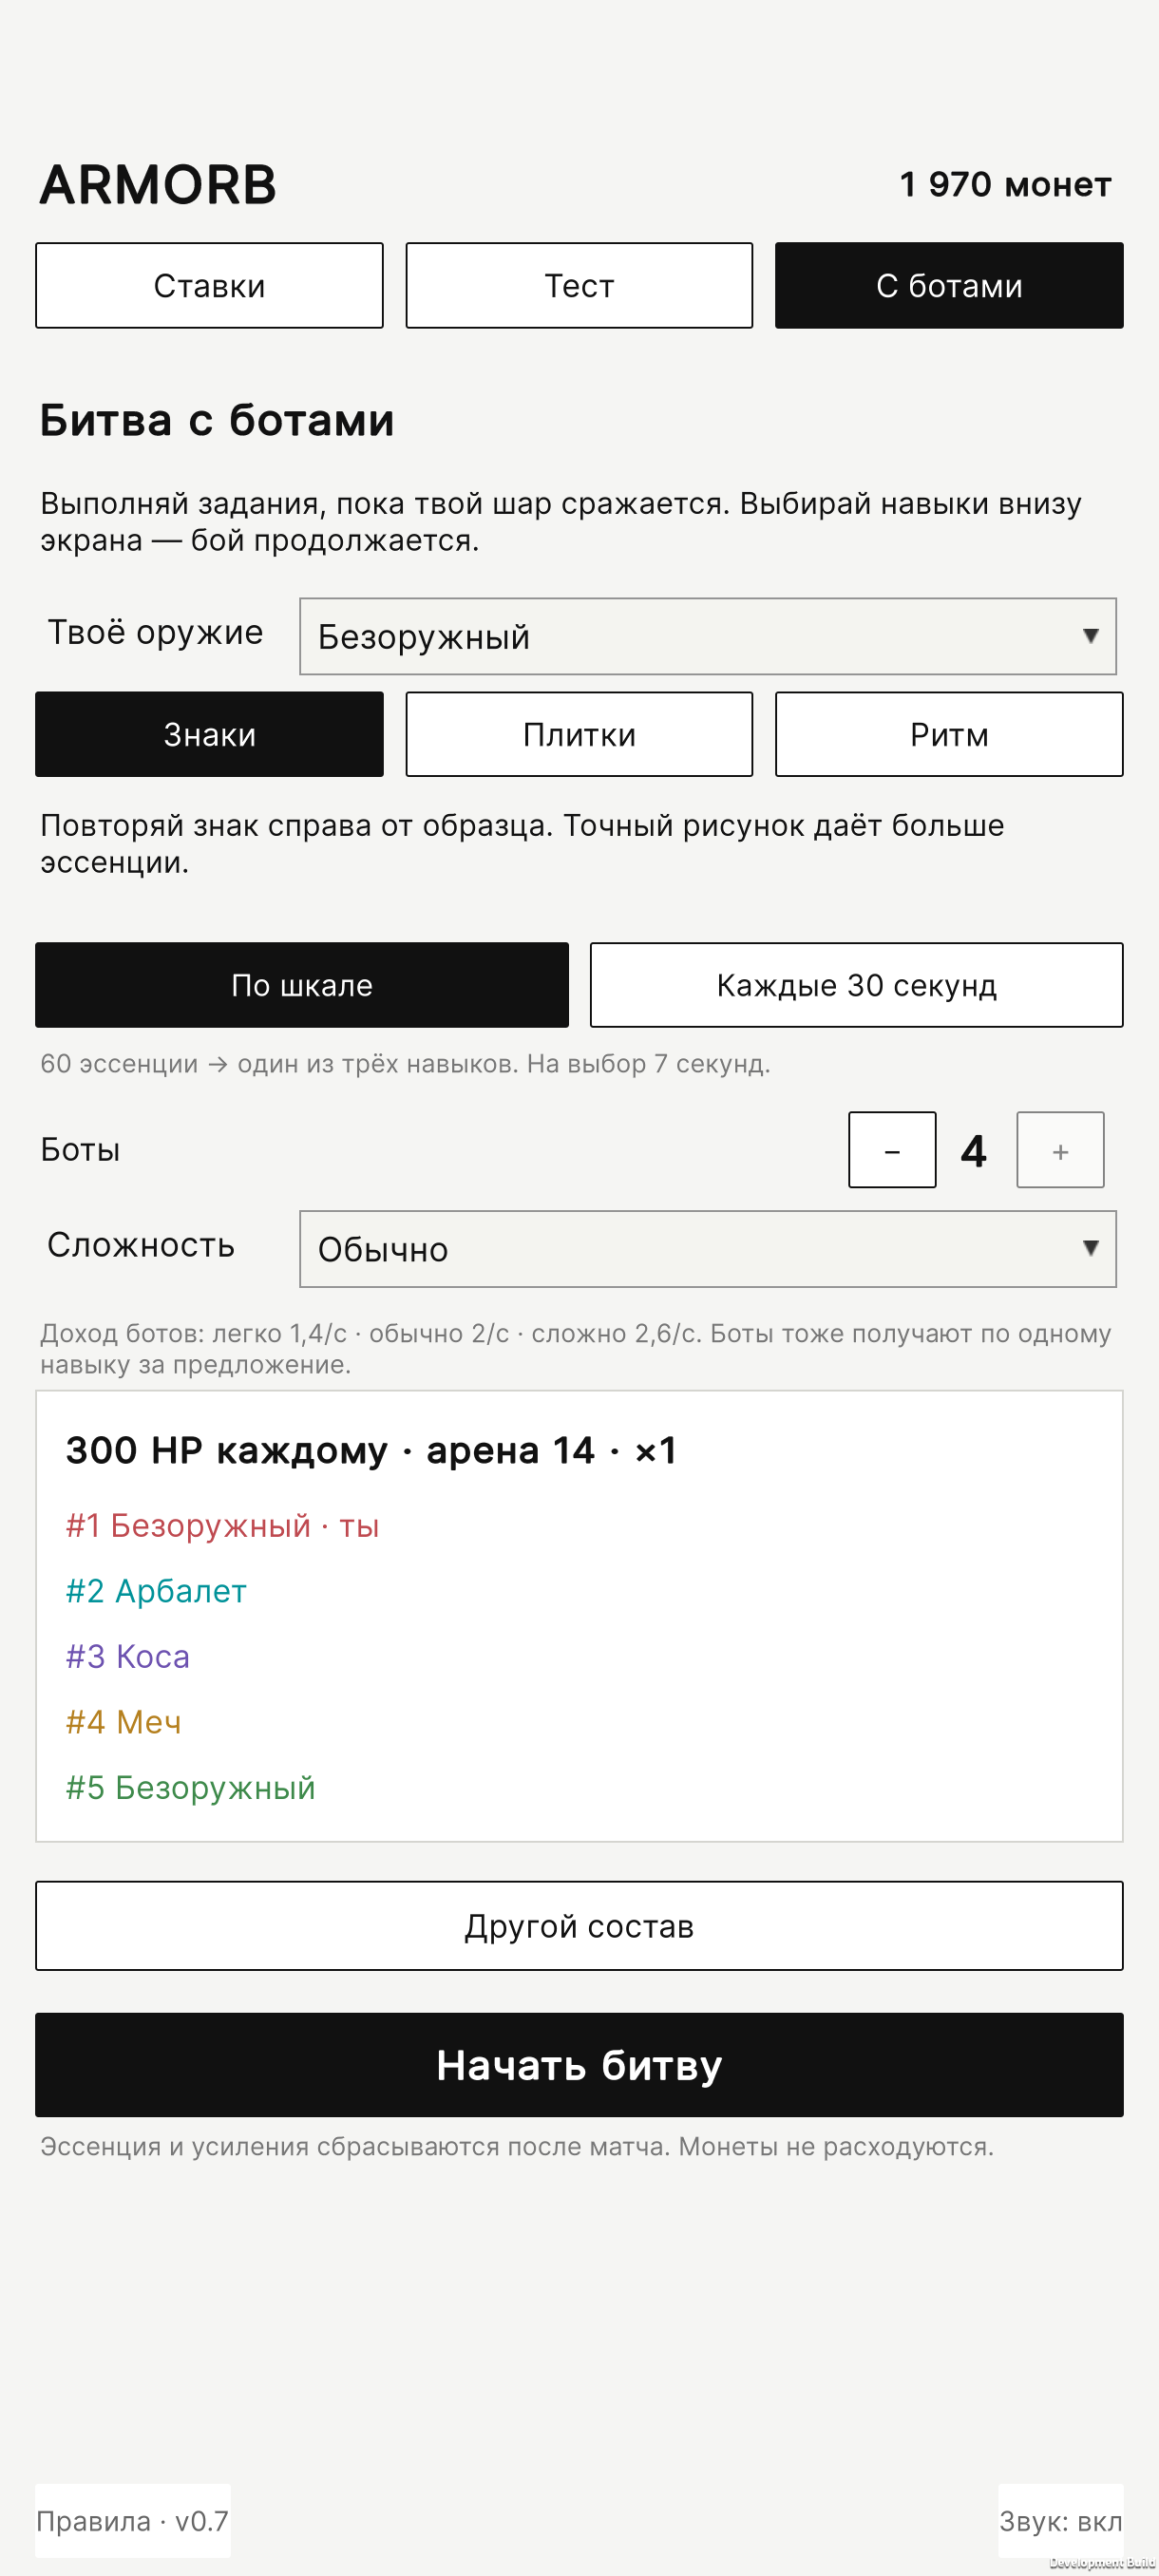 ARMORB
1 970 монет
Ставки
Тест
С ботами
Битва с ботами
Выполняй задания, пока твой шар сражается. Выбирай навыки внизу
экрана — бой продолжается.
Твоё оружие
Безоружный
Знаки
Плитки
Ритм
Повторяй знак справа от образца. Точный рисунок даёт больше
эссенции.
По шкале
Каждые 30 секунд
60 эссенции → один из трёх навыков. На выбор 7 секунд.
Боты
− 4 +
Сложность
Обычно
Доход ботов: легко 1,4/с · обычно 2/с · сложно 2,6/с. Боты тоже получают по одному
навыку за предложение.
300 HP каждому · арена 14 · ×1
#1 Безоружный · ты
#2 Арбалет
#3 Коса
#4 Меч
#5 Безоружный
Другой состав
Начать битву
Эссенция и усиления сбрасываются после матча. Монеты не расходуются.
Правила · v0.7
Звук: вкл
Development Build